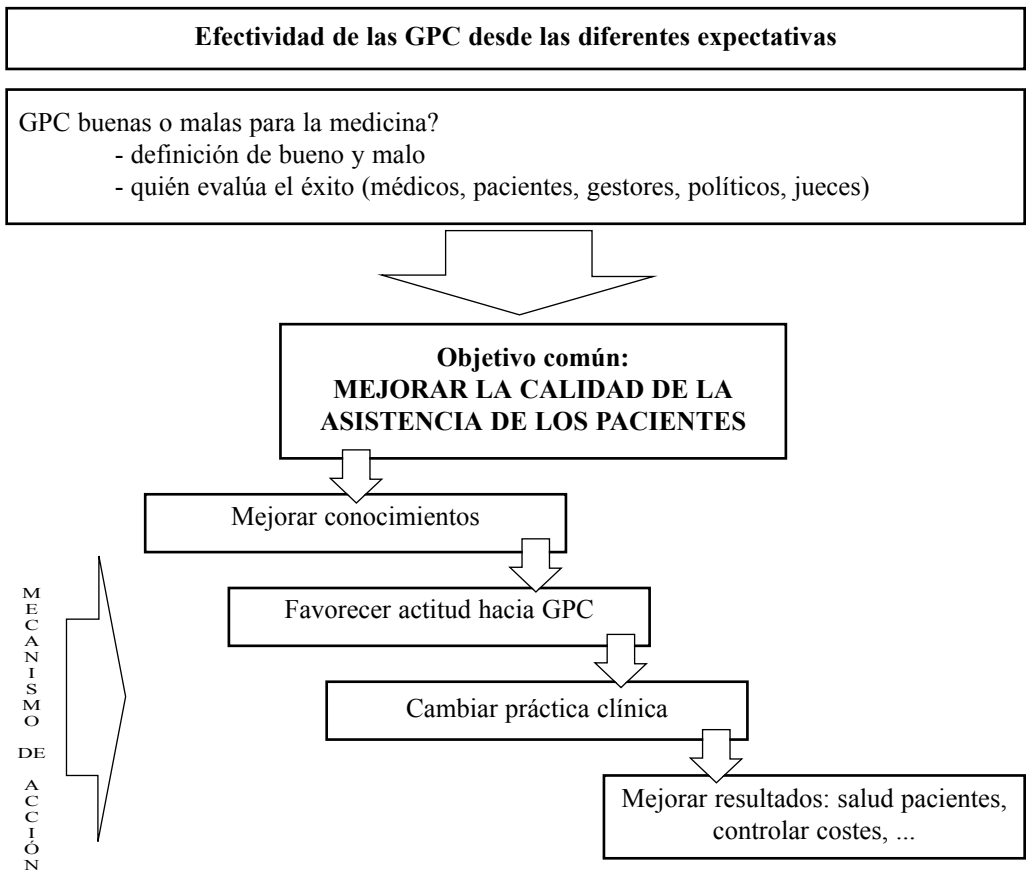 Efectividad de las GPC desde las diferentes expectativas
GPC buenas o malas para la medicina?
- definición de bueno y malo
- quién evalúa el éxito (médicos, pacientes, gestores, políticos, jueces)
Objetivo común:
MEJORAR LA CALIDAD DE LA
ASISTENCIA DE LOS PACIENTES
Mejorar conocimientos
Favorecer actitud hacia GPC
Cambiar práctica clínica
Mejorar resultados: salud pacientes,
controlar costes, ...
MECANISMO DE ACCIÓN